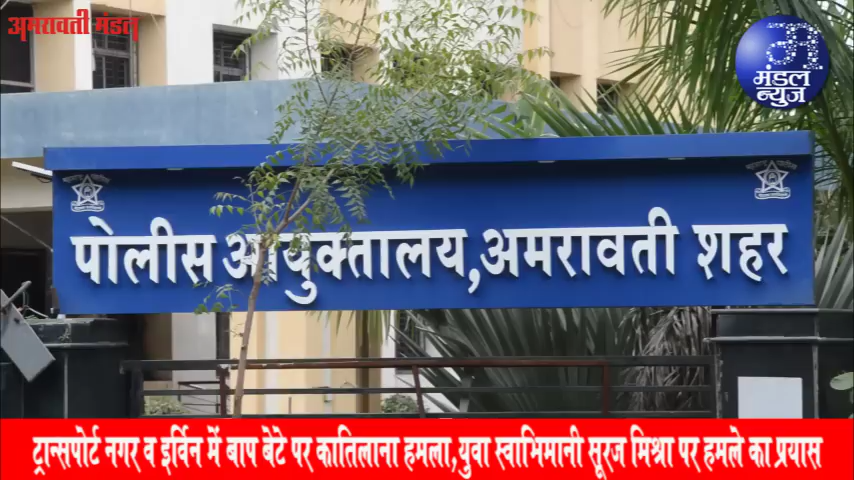 अमरावती मंडल
मंडल
न्युज
पोलीस आयुक्तालय,अमरावती शहर
ट्रान्सपोर्ट नगर व इर्विन में बाप बेटे पर कातिलाना हमला,युवा स्वाभिमानी सूरज मिश्रा पर हमले का प्रयास